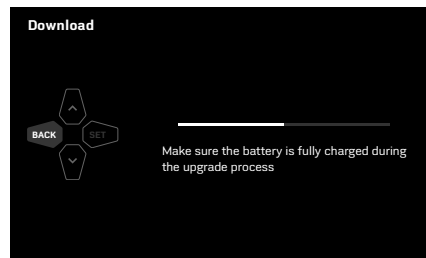 Download
BACK
SET
Make sure the battery is fully charged during
the upgrade process